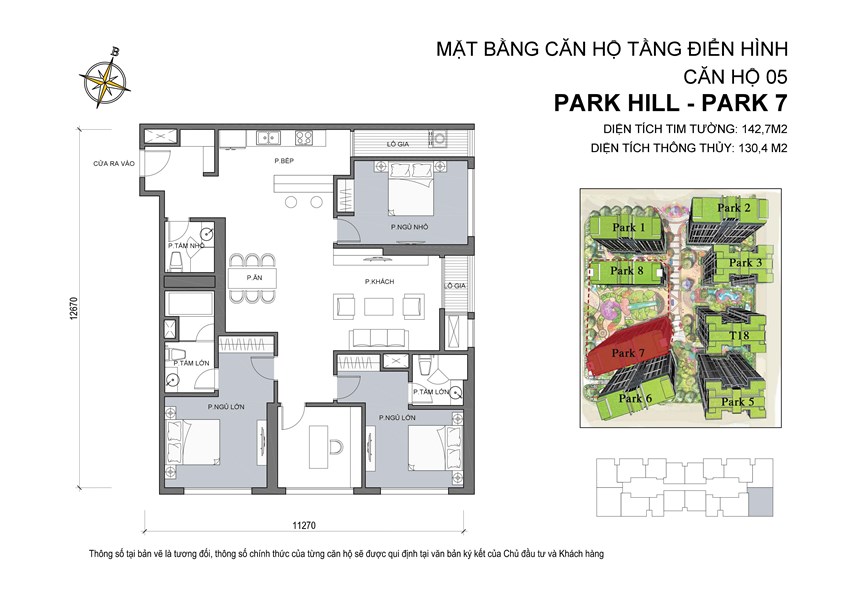 MẶT BẰNG CĂN HỘ TẦNG ĐIỂN HÌNH
CĂN HỘ 05
PARK HILL - PARK 7
DIỆN TÍCH TIM TƯỜNG: 142,7M2
DIỆN TÍCH THÔNG THỦY: 130,4 M2
B
CỬA RA VÀO
P.BẾP
LÔ GIA
P.NGỦ NHỎ
P.TẮM NHỎ
P.ĂN
P.KHÁCH
LÔ GIA
P.TẮM LỚN
P.TẮM LỚN
P.NGỦ LỚN
P.NGỦ LỚN
12670
11270
Park 1
Park 2
Park 3
Park 8
T18
Park 7
Park 6
Park 5
Thông số tại bản vẽ là tương đối, thông số chính thức của từng căn hộ sẽ được qui định tại văn bản ký kết của Chủ đầu tư và Khách hàng